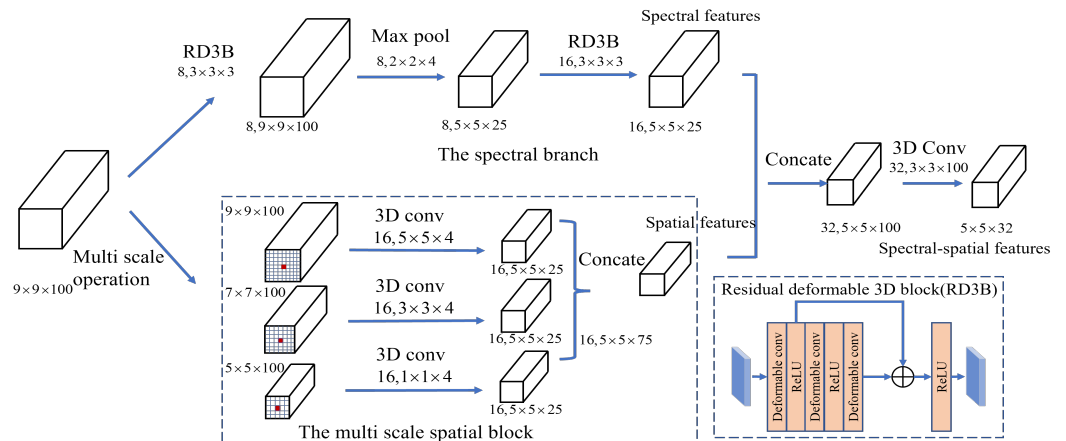 Spectral features
RD3B
8,3×3×3
Max pool
8,2×2×4
RD3B
16,3×3×3
8,9×9×100
8,5×5×25
16,5×5×25
The spectral branch
Concate
3D Conv
32,3×3×100
32,5×5×100
5×5×32
Spectral-spatial features
9×9×100
Multi scale
operation
9×9×100
3D conv
16,5×5×4
16,5×5×25
7×7×100
3D conv
16,3×3×4
16,5×5×25
5×5×100
3D conv
16,1×1×4
16,5×5×25
Concate
Spatial features
16,5×5×75
The multi scale spatial block
Residual deformable 3D block(RD3B)
Deformable conv
ReLU
Deformable conv
ReLU
Deformable conv
ReLU